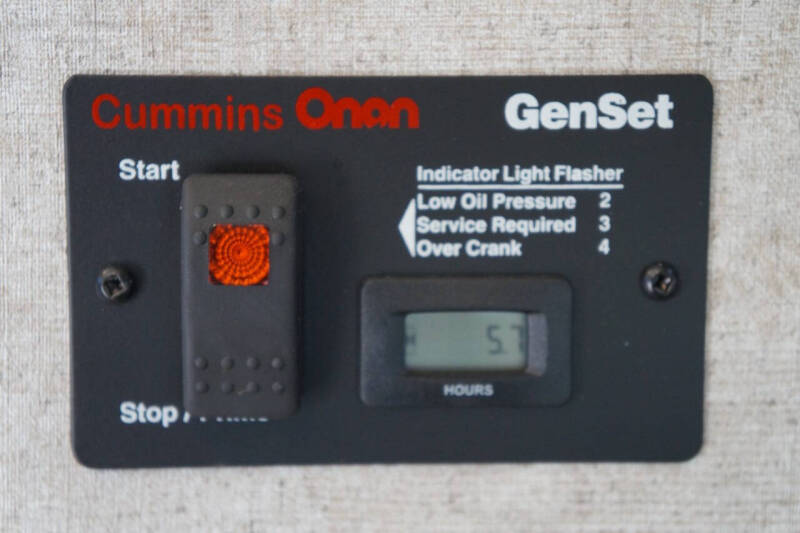 Cummins Onan GenSet
Start
Indicator Light Flasher
Low Oil Pressure 2
Service Required 3
Over Crank 4
5.7
HOURS
Stop /